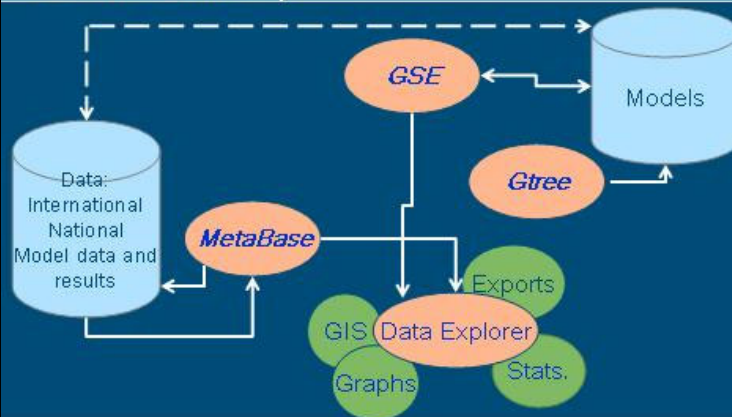 GSE
Models
Data:
International
National
Model data and
results
Gtree
MetaBase
Exports
GIS
Data Explorer
Graphs
Stats.